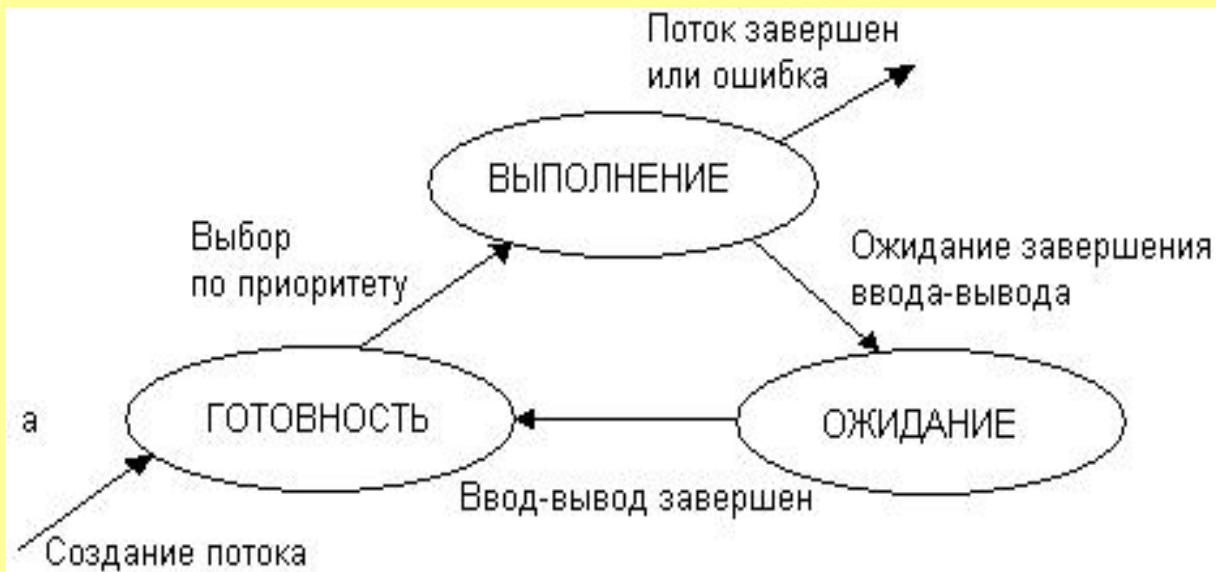 Поток завершен
или ошибка
ВЫПОЛНЕНИЕ
Выбор
по приоритету
Ожидание завершения
ввода-вывода
а
ГОТОВНОСТЬ
ОЖИДАНИЕ
Ввод-вывод завершен
Создание потока